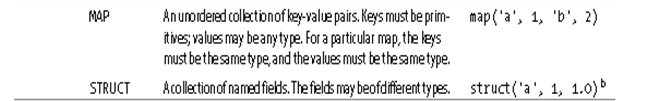 MAP An unordered collection of key-value pairs. Keys must be prim- map('a', 1, 'b', 2)
itives; values may be any type. For a particular map, the keys
must be the same type, and the values must be the same type.
STRUCT A collection of named fields. The fields may be of different types. struct('a', 1, 1.0)b